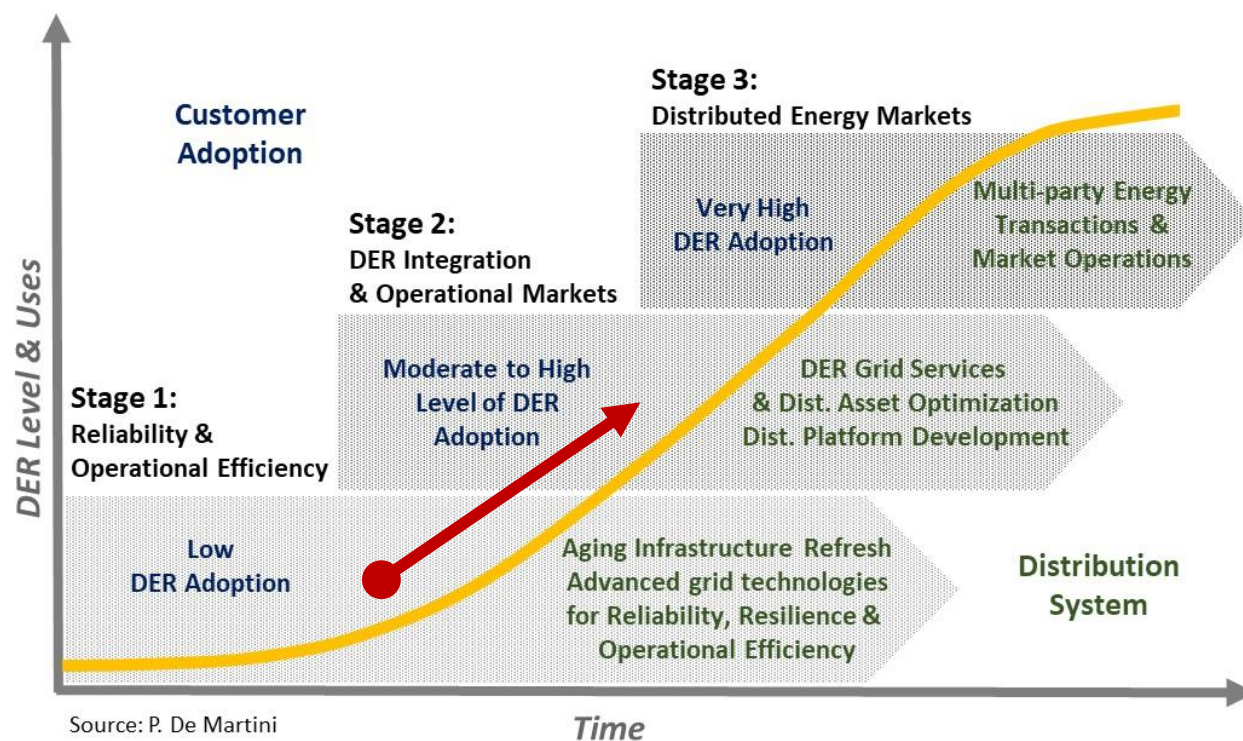 Customer
Adoption
Stage 3:
Distributed Energy Markets
Very High
DER Adoption
Multi-party Energy
Transactions &
Market Operations
Stage 2:
DER Integration
& Operational Markets
Moderate to High
Level of DER
Adoption
DER Grid Services
& Dist. Asset Optimization
Dist. Platform Development
Stage 1:
Reliability &
Operational Efficiency
Low
DER Adoption
Aging Infrastructure Refresh
Advanced grid technologies
for Reliability, Resilience &
Operational Efficiency
Distribution
System
DER Level & Uses
Source: P. De Martini
Time